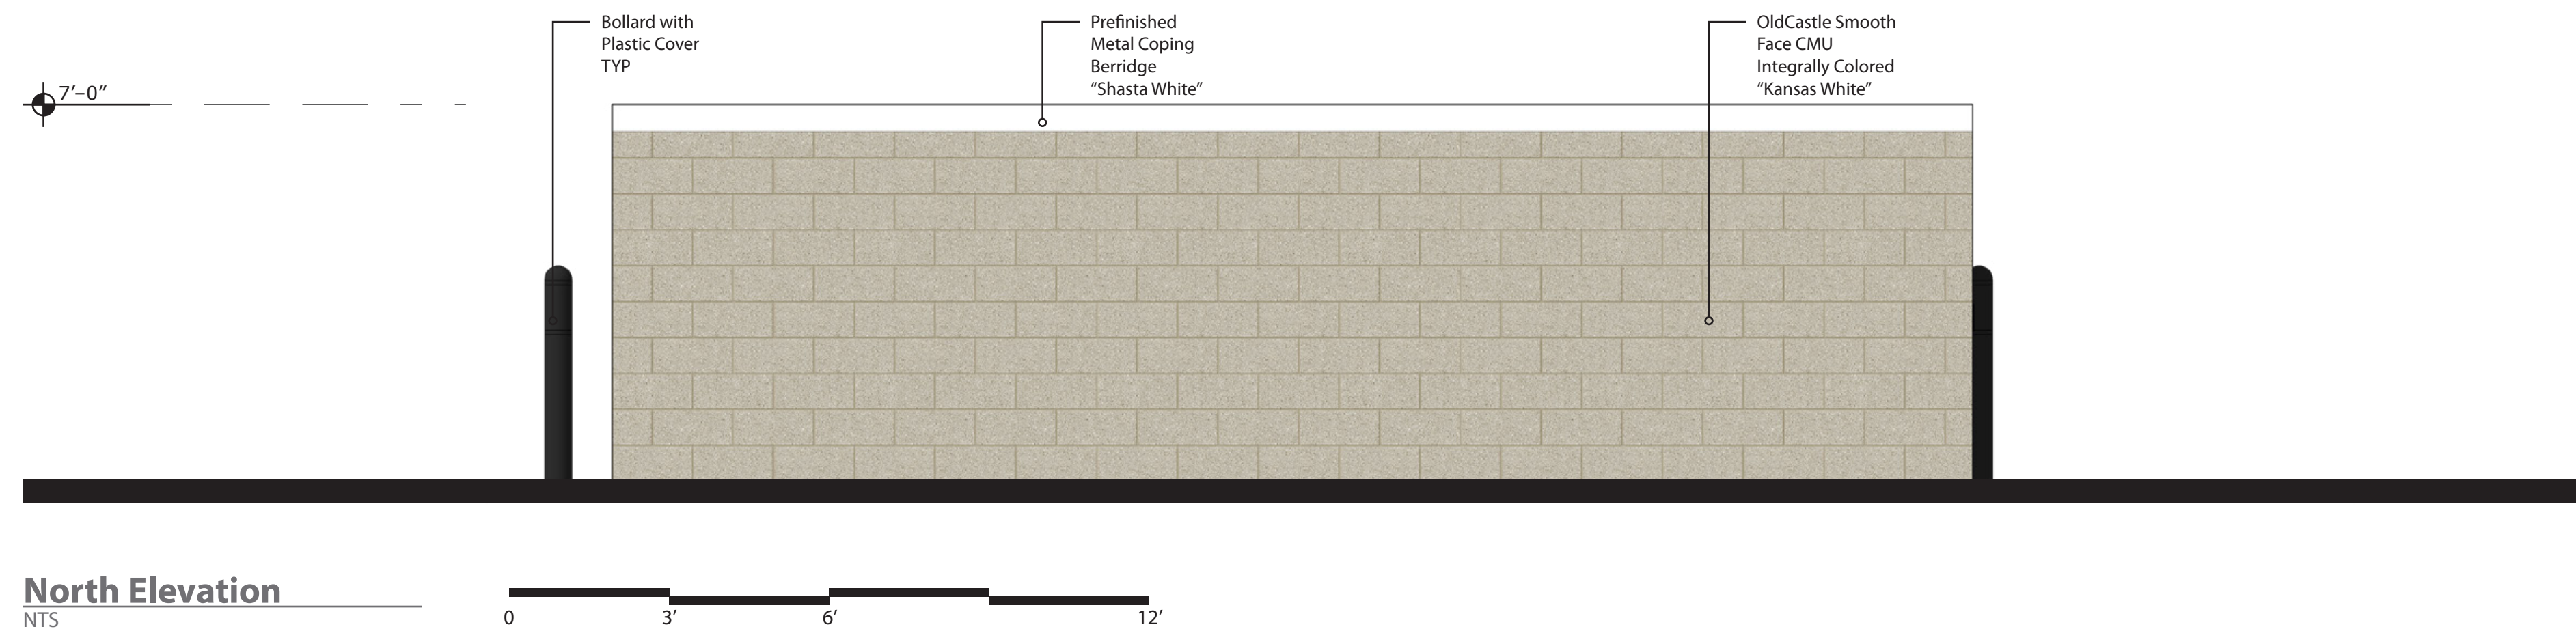 Bollard with
Plastic Cover
TYP
Prefinished
Metal Coping
Berridge
“Shasta White”
OldCastle Smooth
Face CMU
Integrally Colored
“Kansas White”
7’–0”
North Elevation
NTS
0 3’ 6’ 12’